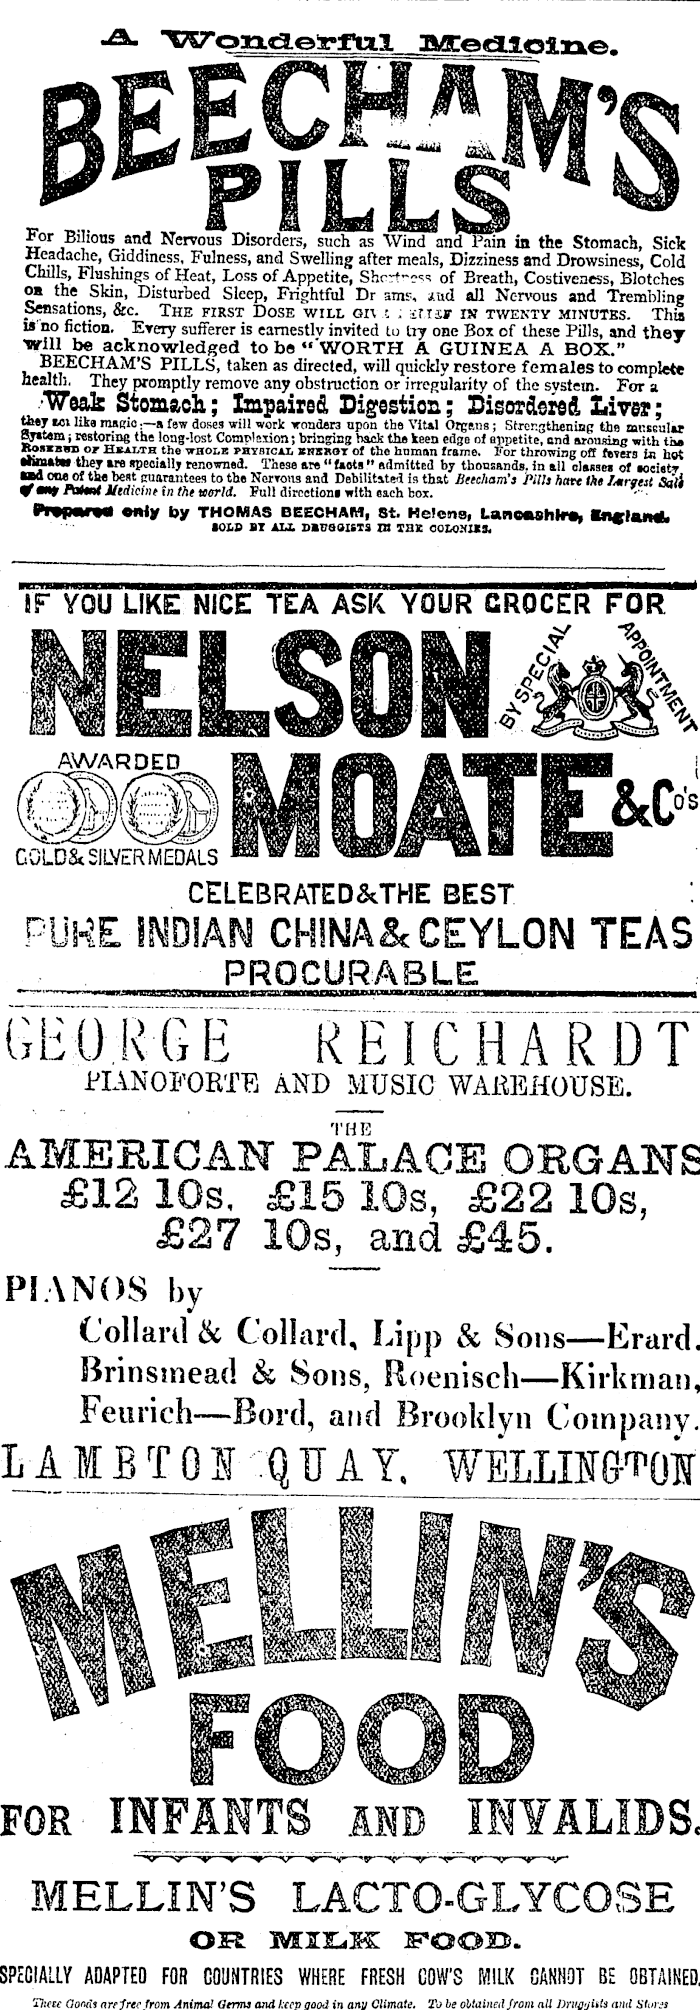 A Wonderful Medicine.
BEECHAM'S
PILLS
For Bilious and Nervous Disorders, such as Wind and Pain in the Stomach, Sick
Headache, Giddiness, Fulness, and Swelling after meals, Dizziness and Drowsiness, Cold
Chills, Flushings of Heat, Loss of Appetite, Shortness of Breath, Costiveness, Blotches
on the Skin, Disturbed Sleep, Frightful Dreams, and all Nervous and Trembling
Sensations, &c. THE FIRST DOSE WILL GIVE RELIEF IN TWENTY MINUTES. This
is no fiction. Every sufferer is earnestly invited to try one Box of these Pills, and they
will be acknowledged to be "WORTH A GUINEA A BOX."
BEECHAM'S PILLS, taken as directed, will quickly restore females to complete
health. They promptly remove any obstruction or irregularity of the system. For a
Weak Stomach; Impaired Digestion; Disordered Liver;
they act like magic;—a few doses will work wonders upon the Vital Organs; Strengthening the muscular
System; restoring the long-lost Complexion; bringing back the keen edge of appetite, and arousing with the
ROSEBUD OF HEALTH the WHOLE PHYSICAL ENERGY of the human frame. For throwing off fevers in hot
climates they are specially renowned. These are "facts" admitted by thousands, in all classes of society,
and one of the best guarantees to the Nervous and Debilitated is that Beecham's Pills have the Largest Sale
of any Patent Medicine in the world. Full directions with each box.
Prepared only by THOMAS BEECHAM, St. Helens, Lancashire, England.
SOLD BY ALL DRUGGISTS IN THE COLONIES.
IF YOU LIKE NICE TEA ASK YOUR GROCER FOR
NELSON
BY SPECIAL APPOINTMENT
MOATE & Co's
AWARDED
GOLD & SILVER MEDALS
CELEBRATED & THE BEST
PURE INDIAN CHINA & CEYLON TEAS
PROCURABLE
GEORGE REICHARDT
PIANOFORTE AND MUSIC WAREHOUSE.
THE
AMERICAN PALACE ORGANS
£12 10s, £15 10s, £22 10s,
£27 10s, and £45.
PIANOS by
Collard & Collard, Lipp & Sons—Erard.
Brinsmead & Sons, Roenisch—Kirkman,
Feurich—Bord, and Brooklyn Company.
LAMBTON QUAY, WELLINGTON
MELLIN'S
FOOD
FOR INFANTS AND INVALIDS.
MELLIN'S LACTO-GLYCOSE
OR MILK FOOD.
SPECIALLY ADAPTED FOR COUNTRIES WHERE FRESH COW'S MILK CANNOT BE OBTAINED.
These Goods are free from Animal Germs and keep good in any Climate. To be obtained from all Druggists and Stores